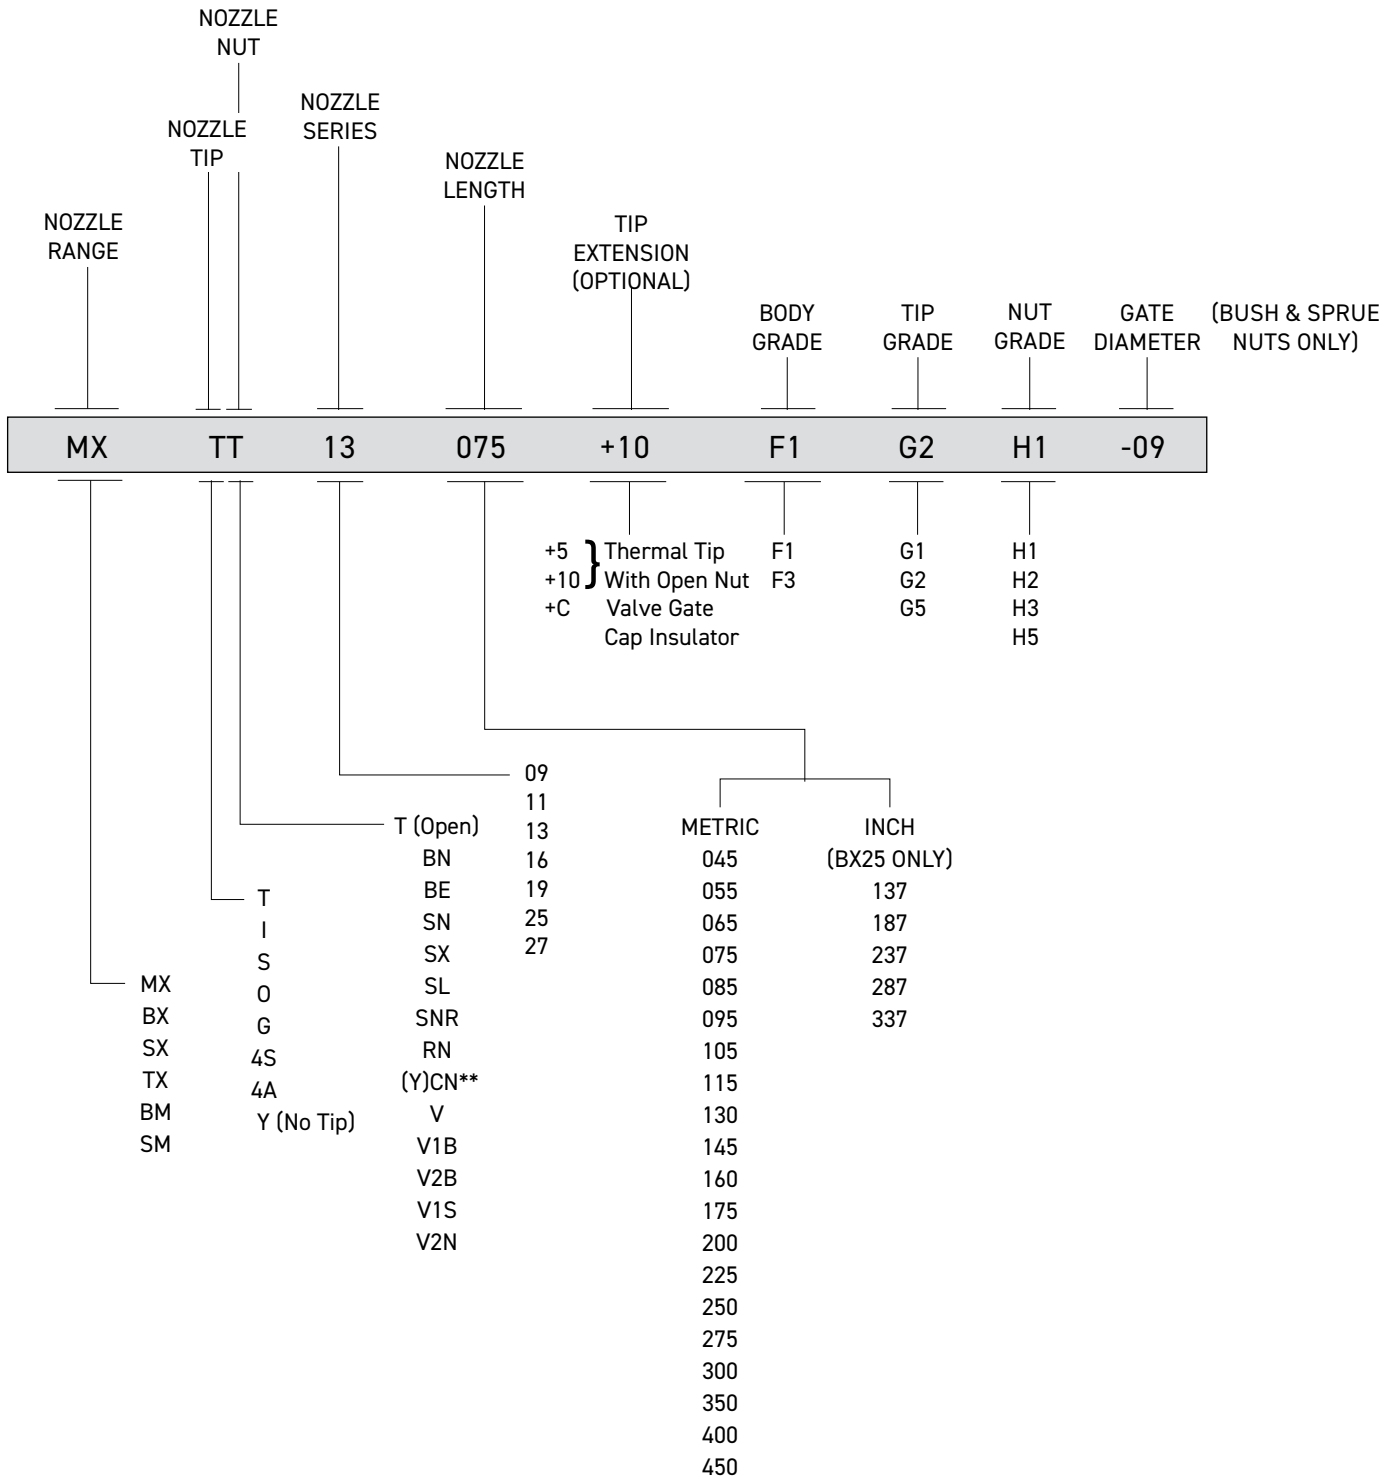 NOZZLE
NUT
NOZZLE
TIP
NOZZLE
SERIES
NOZZLE
LENGTH
NOZZLE
RANGE
TIP
EXTENSION
(OPTIONAL)
BODY
GRADE
TIP
GRADE
NUT
GRADE
GATE
DIAMETER
(BUSH & SPRUE
NUTS ONLY)
MX TT 13 075 +10 F1 G2 H1 -09
+5 } Thermal Tip
+10 With Open Nut
+C Valve Gate
Cap Insulator
F1
F3
G1
G2
G5
H1
H2
H3
H5
09
11
13
16
19
25
27
T (Open)
BN
BE
SN
SX
SL
SNR
RN
(Y)CN**
V
V1B
V2B
V1S
V2N
T
I
S
O
G
4S
4A
Y (No Tip)
MX
BX
SX
TX
BM
SM
METRIC
045
055
065
075
085
095
105
115
130
145
160
175
200
225
250
275
300
350
400
450
INCH
(BX25 ONLY)
137
187
237
287
337